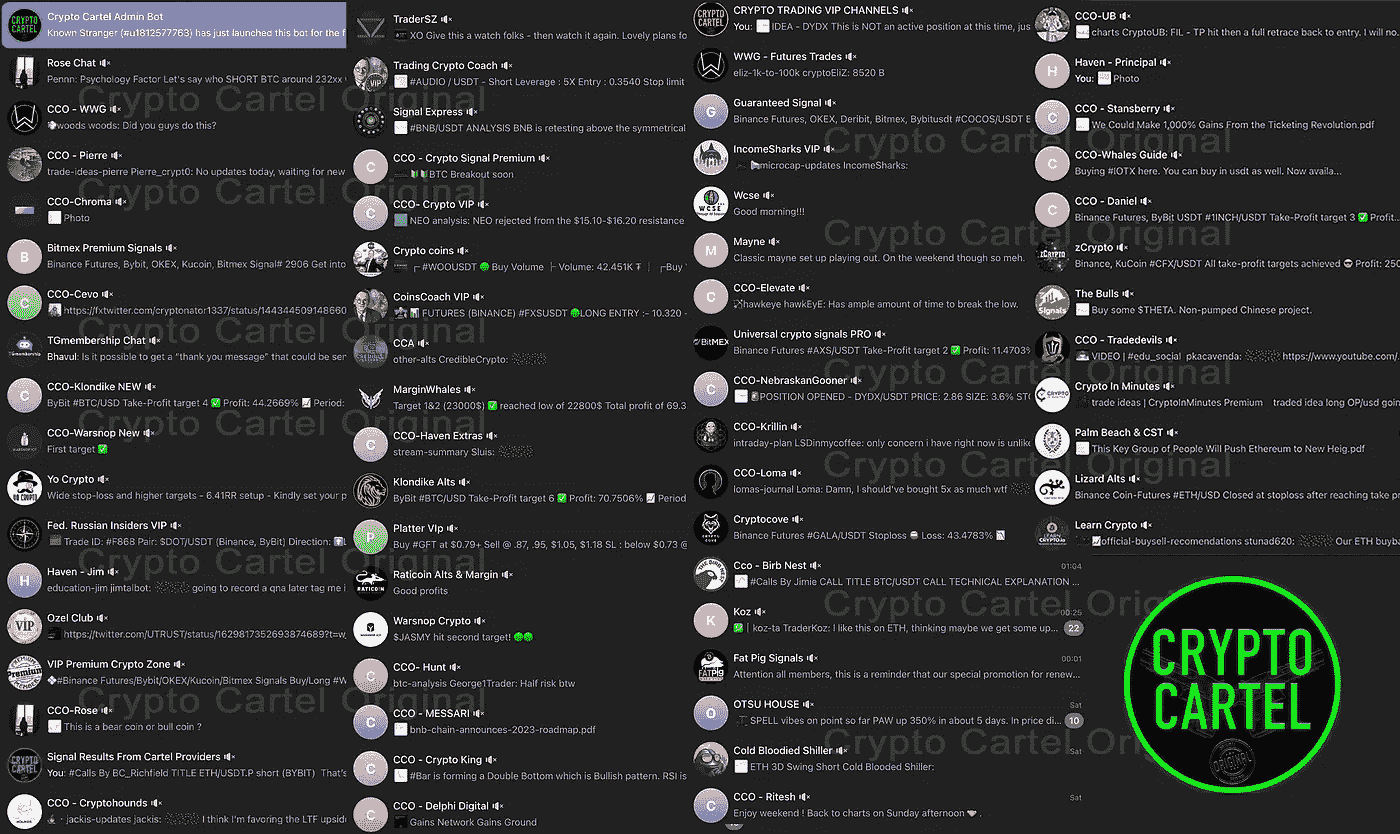 Crypto Cartel Admin Bot
Known Stranger (#u1812577763) has just launched this bot for the f
Rose Chat
Penn: Psychology Factor Let's say who SHORT BTC around 232xx
CCO - WWG
woods woods: Did you guys do this?
CCO - Pierre
trade-ideas-pierre Pierre_crypt0: No updates today, waiting for new
CCO-Chroma
Photo
B
Bitmex Premium Signals
Binance Futures, Bybit, OKEX, Kucoin, Bitmex Signal# 2906 Get into
C
CCO-Cevo
https://fxtwitter.com/cryptonator1337/status/144344509148660
TGmembership Chat
Bhavul: Is it possible to get a "thank you message" that could be sen
C
CCO-Klondike NEW
ByBit #BTC/USD Take-Profit target 4 ✅ Profit: 44.2669% 📈 Period:
CCO-Warsnop New
First target ✅
Yo Crypto
Wide stop-loss and higher targets - 6.41RR setup - Kindly set your p
Fed. Russian Insiders VIP
Trade ID: #F868 Pair: $DOT/USDT (Binance, ByBit) Direction:
H
Haven - Jim
education-jim jimtalbot: going to record a qna later tag me i
VIP
Ozel Club
https://twitter.com/UTRUST/status/1629817352693874689?t=w
Premium
VIP Premium Crypto Zone
#Binance Futures/Bybit/OKEX/Kucoin/Bitmex Signals Buy/Long #W
CCO-Rose
This is a bear coin or bull coin ?
CRYPTO CARTEL
Signal Results From Cartel Providers
You: #Calls By BC_Richfield TITLE ETH/USDT.P short (BYBIT) That's
CCO - Cryptohounds
jackis-updates jackis: I think I'm favoring the LTF upside
TraderSZ
XO Give this a watch folks - then watch it again. Lovely plans fo
Trading Crypto Coach
#AUDIO / USDT - Short Leverage : 5X Entry : 0.3540 Stop limit
Signal Express
#BNB/USDT ANALYSIS BNB is retesting above the symmetrical
C
CCO - Crypto Signal Premium
BTC Breakout soon
C
CCO- Crypto VIP
NEO analysis: NEO rejected from the $15.10-$16.20 resistance
Crypto coins
#WOOUSDT Buy Volume ├ Volume: 42.451K ₮ ┌Buy
CoinsCoach VIP
FUTURES (BINANCE) #FXSUSDT LONG ENTRY :- 10.320 -
CCA
other-alts CredibleCrypto:
MarginWhales
Target 1&2 (23000$) ✅ reached low of 22800$ Total profit of 69.3
C
CCO-Haven Extras
stream-summary Sluis:
Klondike Alts
ByBit #BTC/USD Take-Profit target 6 ✅ Profit: 70.7506% 📈 Period
P
Platter VIp
Buy #GFT at $0.79+ Sell @ .87, .95, $1.05, $1.18 SL : below $0.73 @
RATICOIN
Raticoin Alts & Margin
Good profits
Warsnop Crypto
$JASMY hit second target!
C
CCO- Hunt
btc-analysis George1Trader: Half risk btw
C
CCO - MESSARI
bnb-chain-announces-2023-roadmap.pdf
C
CCO - Crypto King
#Bar is forming a Double Bottom which is Bullish pattern. RSI is
C
CCO - Delphi Digital
Gains Network Gains Ground
CRYPTO CARTEL
CRYPTO TRADING VIP CHANNELS
You: IDEA - DYDX This is NOT an active position at this time, jus
WWG - Futures Trades
eliz-1k-to-100k cryptoEliZ: 8520 B
G
Guaranteed Signal
Binance Futures, OKEX, Deribit, Bitmex, Bybitusdt #COCOS/USDT E
IncomeSharks VIP
microcap-updates IncomeSharks:
WCSE
Wcse
Good morning!!!
M
Mayne
Classic mayne set up playing out. On the weekend though so meh.
C
CCO-Elevate
hawkeye hawkEyE: Has ample amount of time to break the low.
BitMEX
Universal crypto signals PRO
Binance Futures #AXS/USDT Take-Profit target 2 ✅ Profit: 11.4703%
C
CCO-NebraskanGooner
POSITION OPENED - DYDX/USDT PRICE: 2.86 SIZE: 3.6% STO
CCO-Krillin
intraday-plan LSDinmycoffee: only concern i have right now is unlike
CCO-Loma
lomas-journal Loma: Damn, I should've bought 5x as much wtf
Cryptocove
Binance Futures #GALA/USDT Stoploss ⛔ Loss: 43.4783% 📉
Cco - Birb Nest 01:04
#Calls By Jimie CALL TITLE BTC/USDT CALL TECHNICAL EXPLANATION ...
K
Koz 00:25
| koz-ta TraderKoz: I like this on ETH, thinking maybe we get some up... 22
FATPIG
Fat Pig Signals 00:01
Attention all members, this is a reminder that our special promotion for renew...
O
OTSU HOUSE Sat
SPELL vibes on point so far PAW up 350% in about 5 days. In price di... 10
Cold Bloodied Shiller Sat
ETH 3D Swing Short Cold Blooded Shiller:
C
CCO - Ritesh Sat
Enjoy weekend ! Back to charts on Sunday afternoon
CCO-UB
charts CryptoUB: FIL - TP hit then a full retrace back to entry. I will no
H
Haven - Principal
You: Photo
C
CCO - Stansberry
We Could Make 1,000% Gains From the Ticketing Revolution.pdf
C
CCO-Whales Guide
Buying #IOTX here. You can buy in usdt as well. Now availa...
C
CCO - Daniel
Binance Futures, ByBit USDT #1INCH/USDT Take-Profit target 3 ✅ Profit
zCrypto
Binance, KuCoin #CFX/USDT All take-profit targets achieved 😎 Profit: 250
Signals
The Bulls
Buy some $THETA. Non-pumped Chinese project.
CCO - Tradedevils
VIDEO | #edu_social pkacavenda: https://www.youtube.com/
Crypto In Minutes
trade ideas | CryptoInMinutes Premium traded idea long OP/usd goin
Palm Beach & CST
This Key Group of People Will Push Ethereum to New Heig.pdf
Lizard Alts
Binance Coin-Futures #ETH/USD Closed at stoploss after reaching take p
Learn Crypto
official-buysell-recomendations stunad620: Our ETH buyba
CRYPTO
CARTEL
ORIGINAL
Crypto Cartel Original